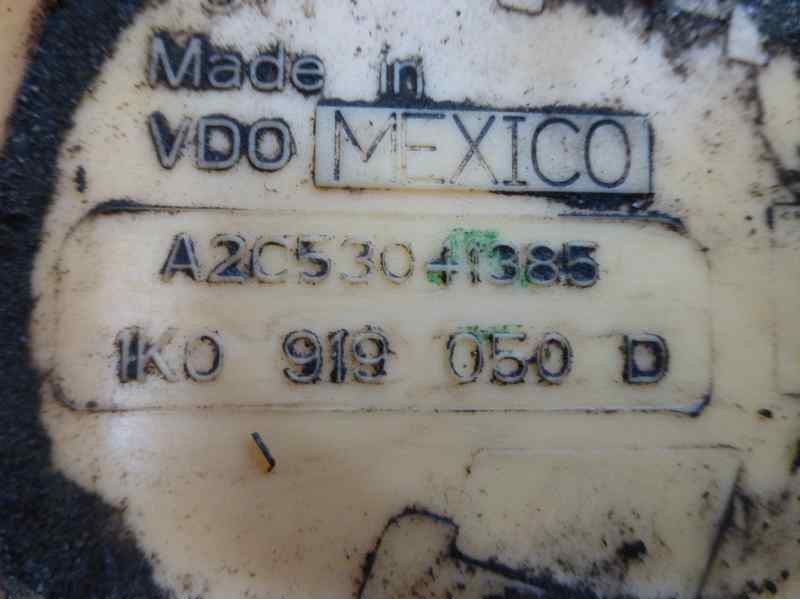 Made in
VDO MEXICO
A2C53041385
1K0 919 050 D